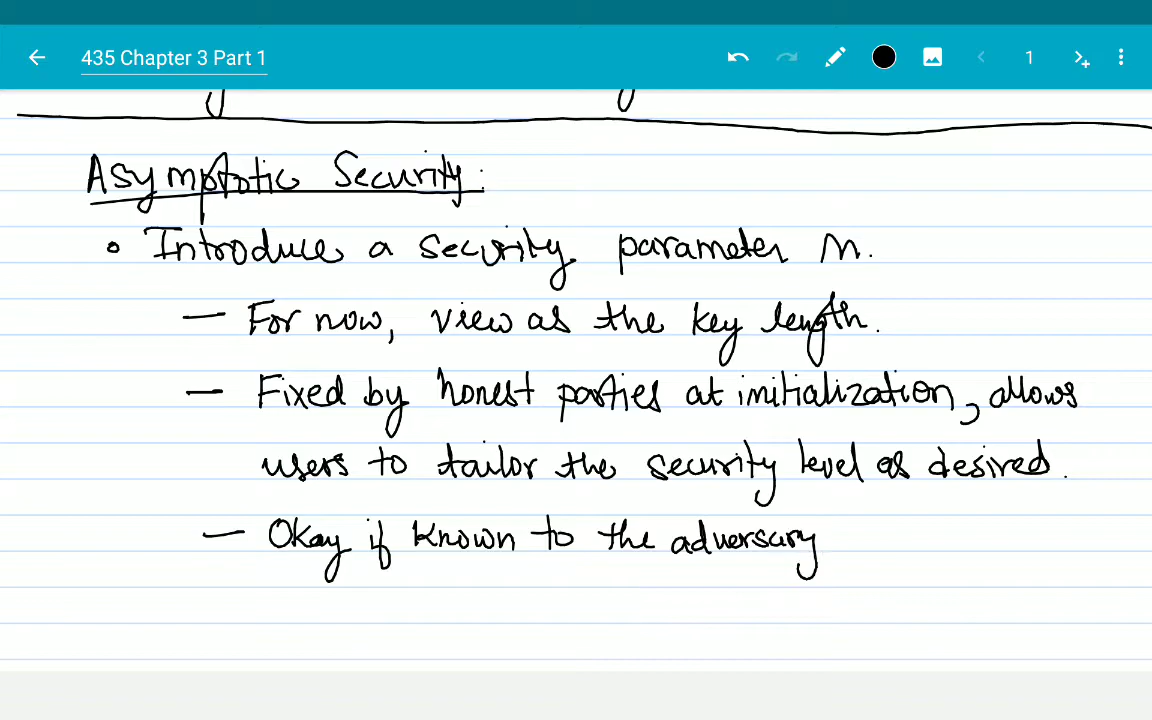 435 Chapter 3 Part 1
1
Asymptotic Security:
• Introduce a security parameter n.
— For now, view as the key length.
— Fixed by honest parties at initialization, allows
users to tailor the security level as desired.
— Okay if known to the adversary